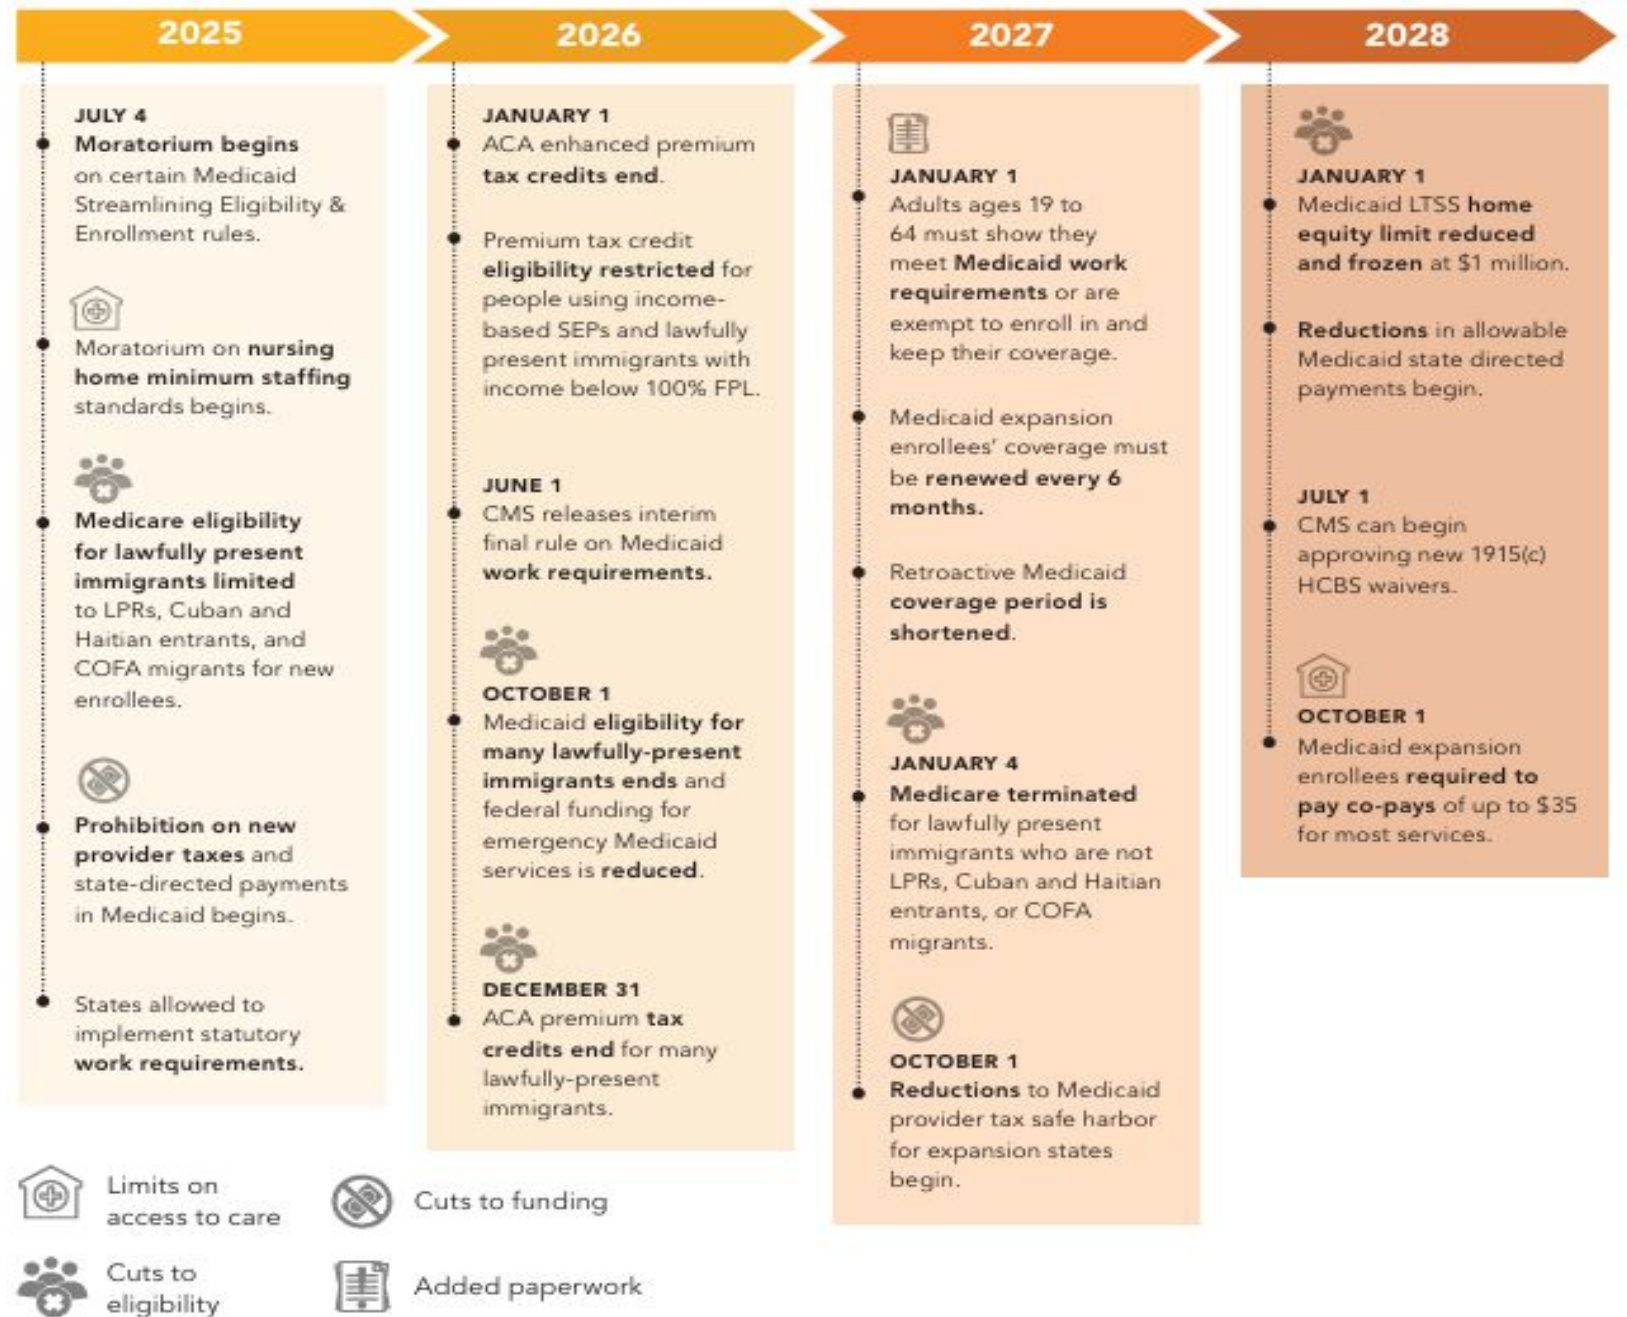 2025
JULY 4
Moratorium begins
on certain Medicaid
Streamlining Eligibility &
Enrollment rules.
Moratorium on nursing
home minimum staffing
standards begins.
Medicare eligibility
for lawfully present
immigrants limited
to LPRs, Cuban and
Haitian entrants, and
COFA migrants for new
enrollees.
Prohibition on new
provider taxes and
state-directed payments
in Medicaid begins.
States allowed to
implement statutory
work requirements.
2026
JANUARY 1
ACA enhanced premium
tax credits end.
Premium tax credit
eligibility restricted for
people using income-
based SEPs and lawfully
present immigrants with
income below 100% FPL.
JUNE 1
CMS releases interim
final rule on Medicaid
work requirements.
OCTOBER 1
Medicaid eligibility for
many lawfully-present
immigrants ends and
federal funding for
emergency Medicaid
services is reduced.
DECEMBER 31
ACA premium tax
credits end for many
lawfully-present
immigrants.
2027
JANUARY 1
Adults ages 19 to
64 must show they
meet Medicaid work
requirements or are
exempt to enroll in and
keep their coverage.
Medicaid expansion
enrollees' coverage must
be renewed every 6
months.
Retroactive Medicaid
coverage period is
shortened.
JANUARY 4
Medicare terminated
for lawfully present
immigrants who are not
LPRs, Cuban and Haitian
entrants, or COFA
migrants.
OCTOBER 1
Reductions to Medicaid
provider tax safe harbor
for expansion states
begin.
2028
JANUARY 1
Medicaid LTSS home
equity limit reduced
and frozen at $1 million.
Reductions in allowable
Medicaid state directed
payments begin.
JULY 1
CMS can begin
approving new 1915(c)
HCBS waivers.
OCTOBER 1
Medicaid expansion
enrollees required to
pay co-pays of up to $35
for most services.
Limits on
access to care
Cuts to funding
Cuts to
eligibility
Added paperwork